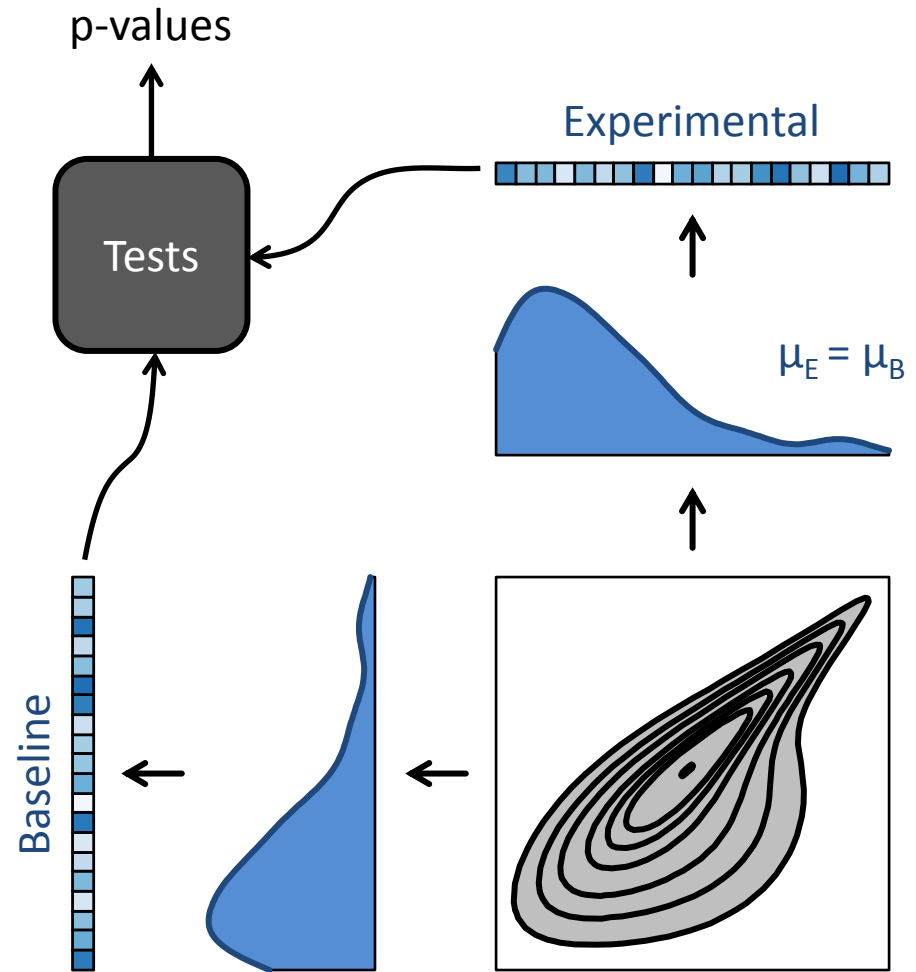 p-values
Experimental
Tests
μE = μB
Baseline